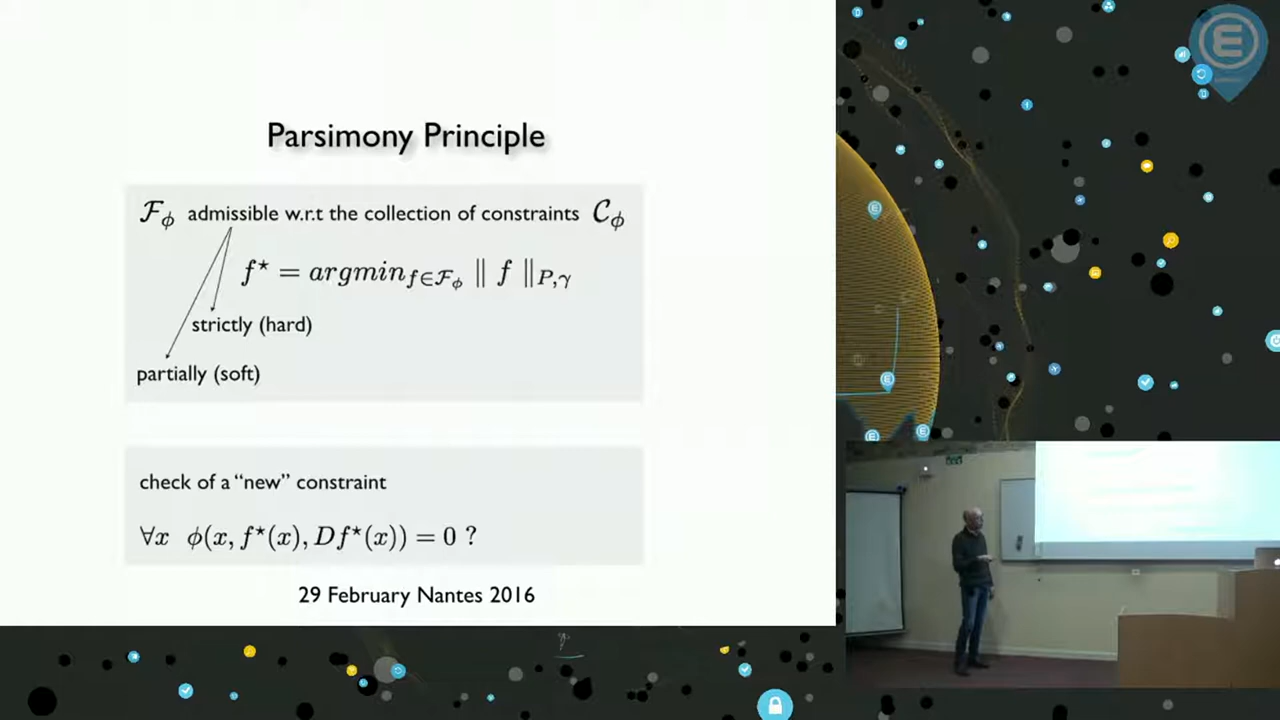 Parsimony Principle
𝓕_ϕ admissible w.r.t the collection of constraints 𝓒_ϕ
f⋆ = argmin_{f∈𝓕_ϕ} ∥ f ∥_{P,γ}
strictly (hard)
partially (soft)
check of a “new” constraint
∀x ϕ(x, f⋆(x), Df⋆(x)) = 0 ?
29 February Nantes 2016